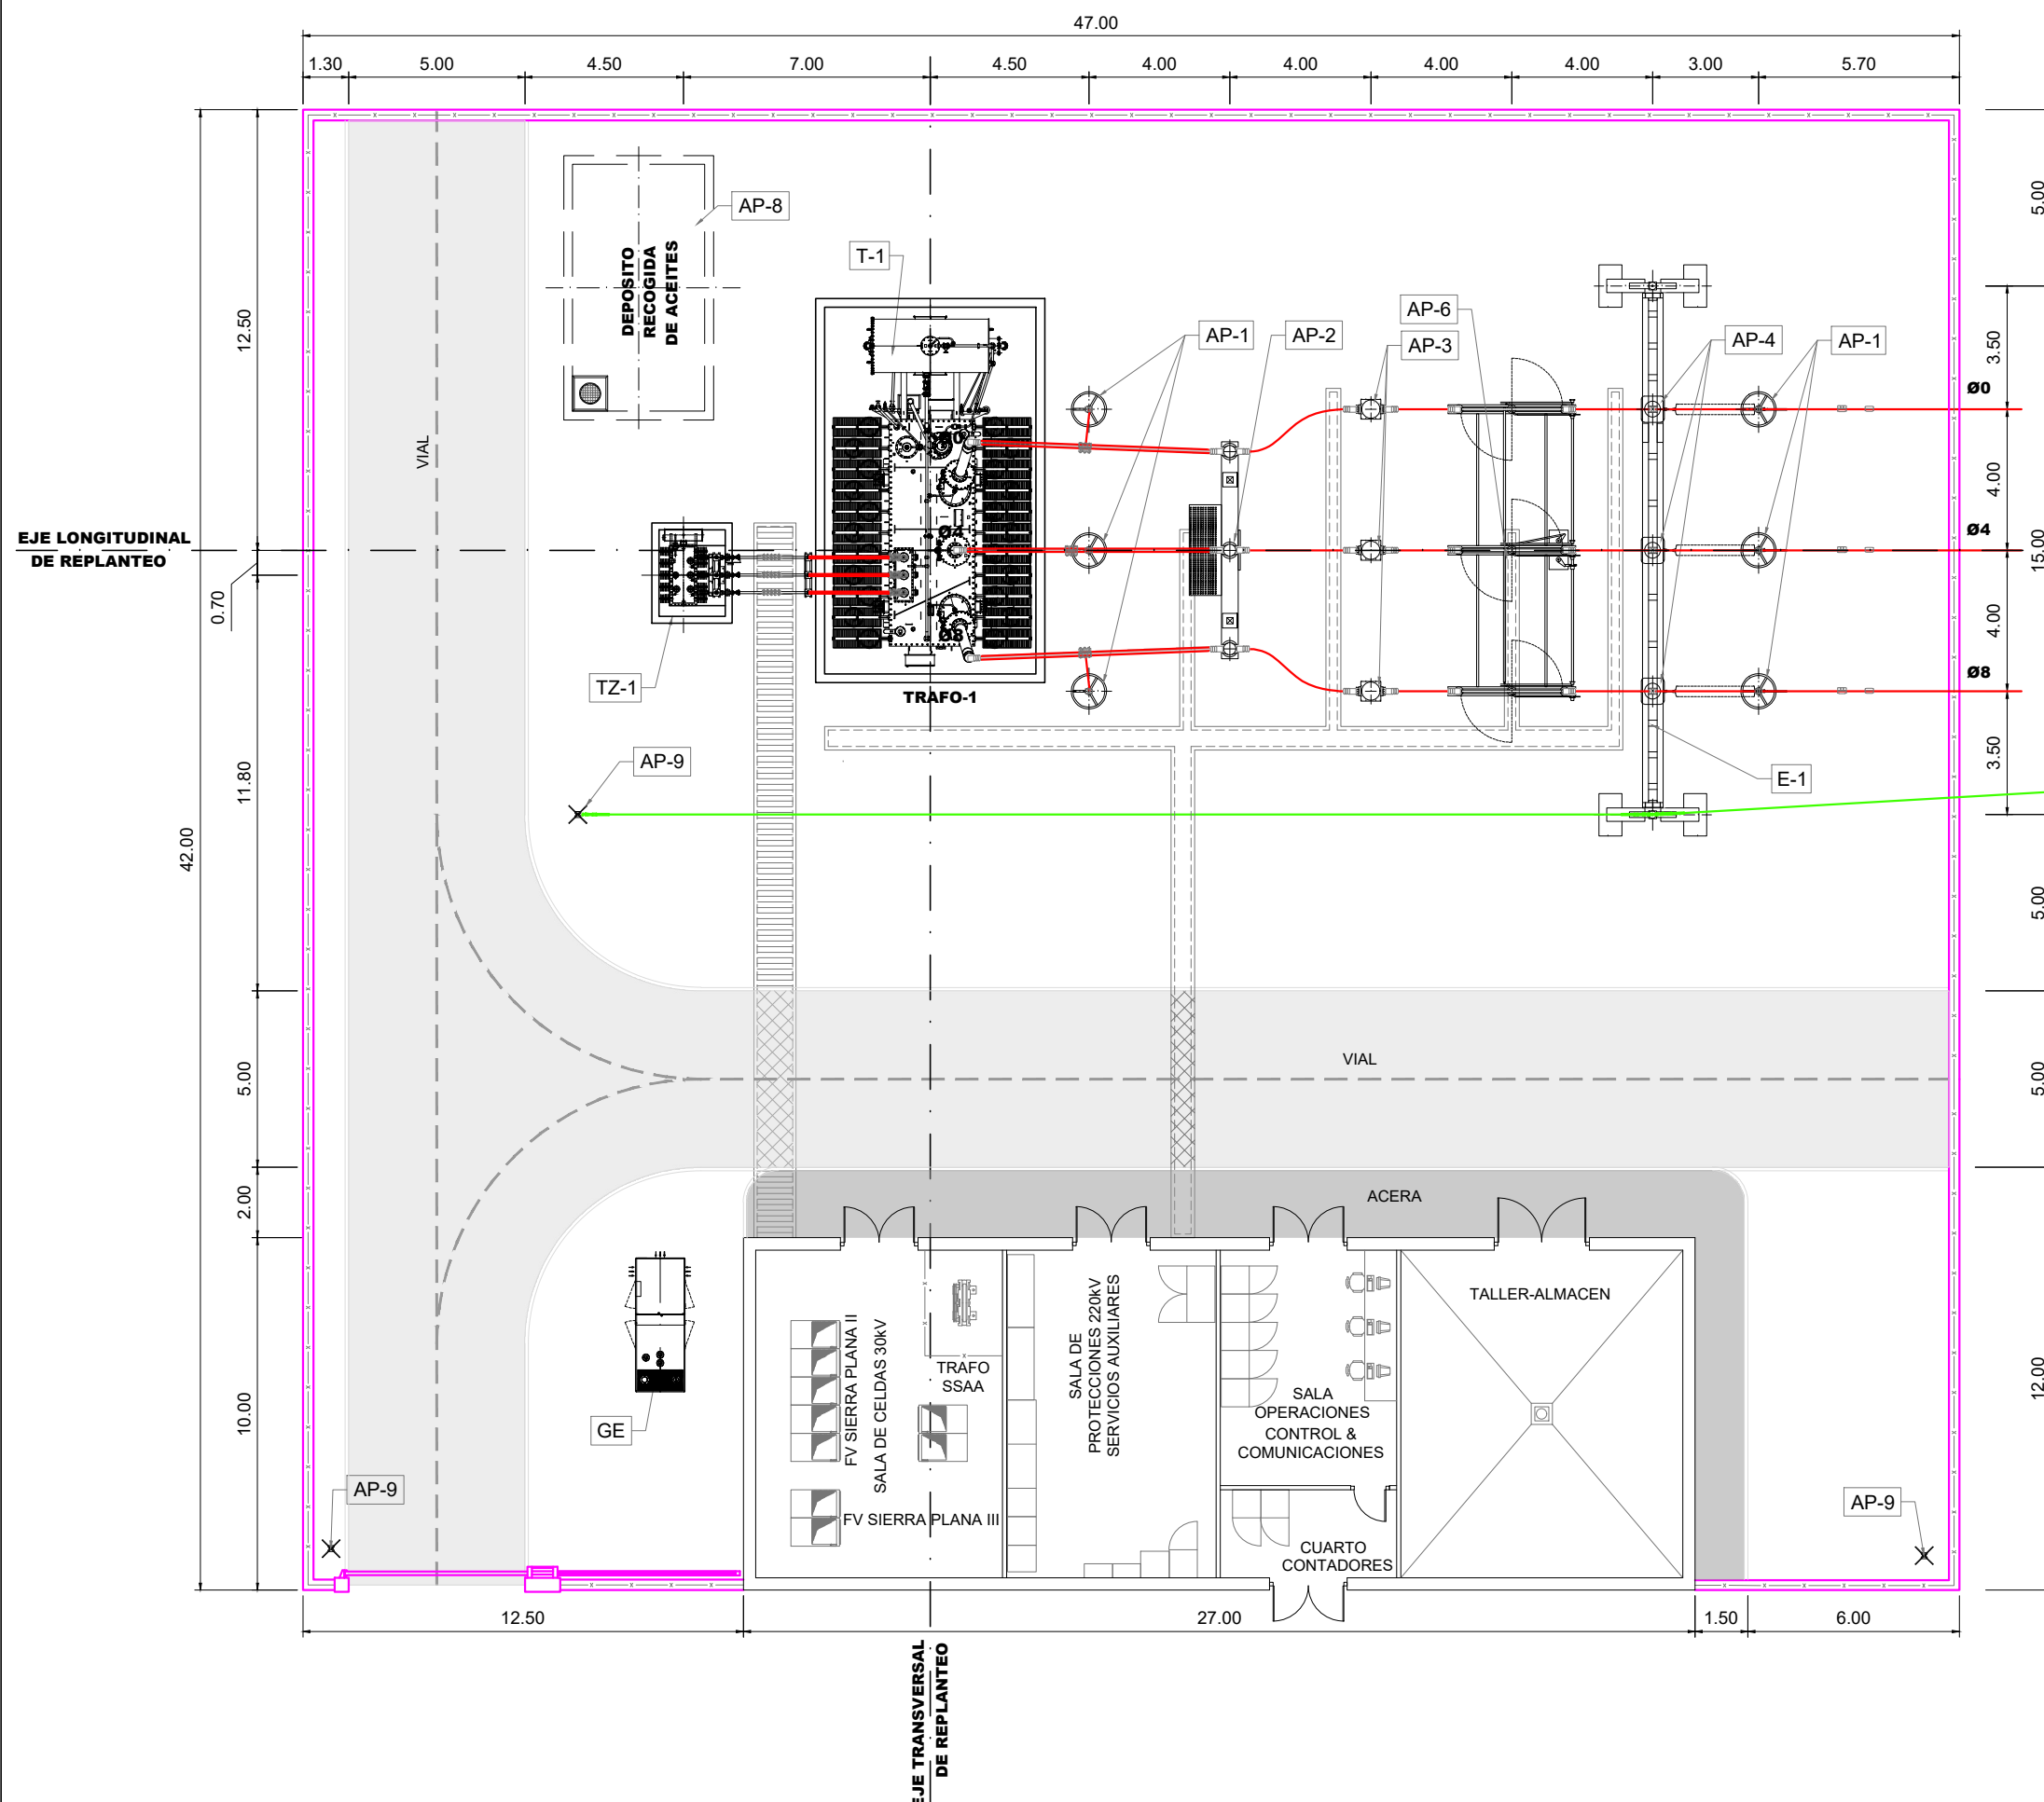 47.00
1.30
5.00
4.50
7.00
4.50
4.00
4.00
4.00
4.00
3.00
5.70
5.00
AP-8
DEPOSITO
RECOGIDA
DE ACEITES
T-1
12.50
AP-1
AP-2
AP-6
AP-3
AP-4
AP-1
3.50
Ø0
VIAL
Ø0
4.00
EJE LONGITUDINAL
DE REPLANTEO
Ø4
Ø4
15.00
0.70
4.00
Ø8
TZ-1
TRAFO-1
Ø8
AP-9
11.80
3.50
E-1
42.00
5.00
5.00
VIAL
5.00
2.00
ACERA
10.00
FV SIERRA PLANA II
SALA DE CELDAS 30kV
TRAFO
SSAA
SALA DE
PROTECCIONES 220kV
SERVICIOS AUXILIARES
TALLER-ALMACEN
SALA
OPERACIONES
CONTROL &
COMUNICACIONES
12.00
GE
AP-9
FV SIERRA PLANA III
CUARTO
CONTADORES
AP-9
12.50
27.00
1.50
6.00
EJE TRANSVERSAL
DE REPLANTEO